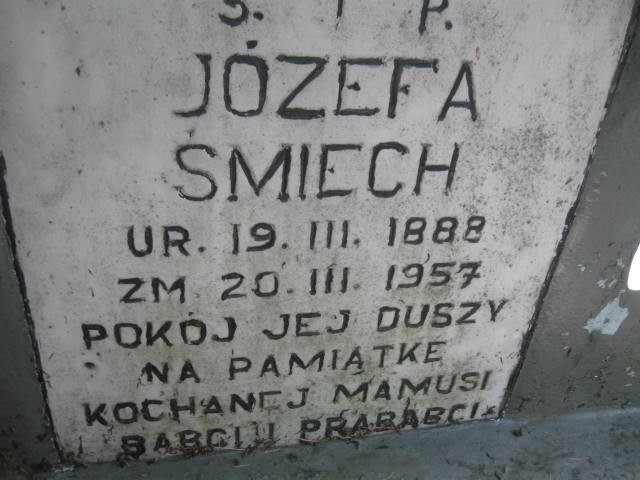 Ś. † P.
JÓZEFA
ŚMIECH
UR. 19. III. 1888
ZM 20. III. 1957
POKÓJ JEJ DUSZY
NA PAMIĄTKE
KOCHANEJ MAMUSI
BABCI I PRABABCI